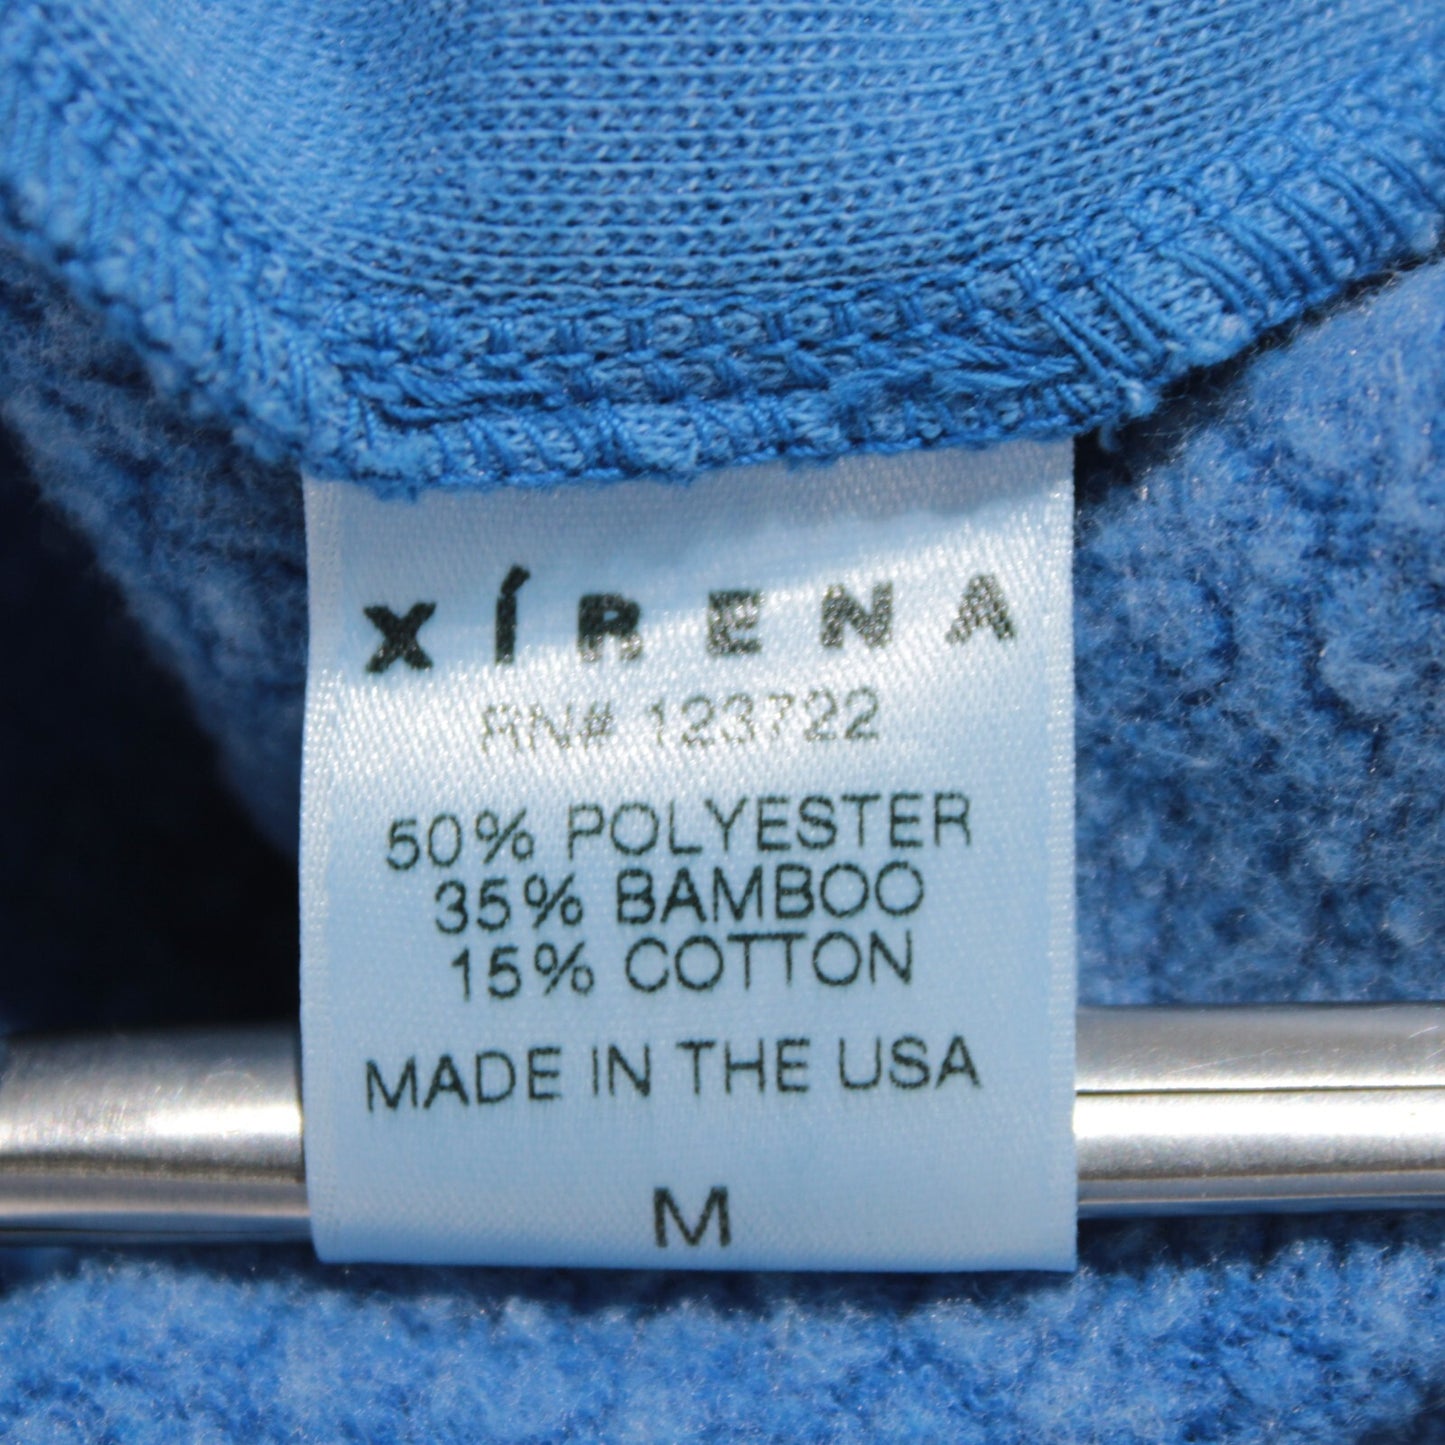 XÍRENA
RN# 123722
50% POLYESTER
35% BAMBOO
15% COTTON
MADE IN THE USA
M